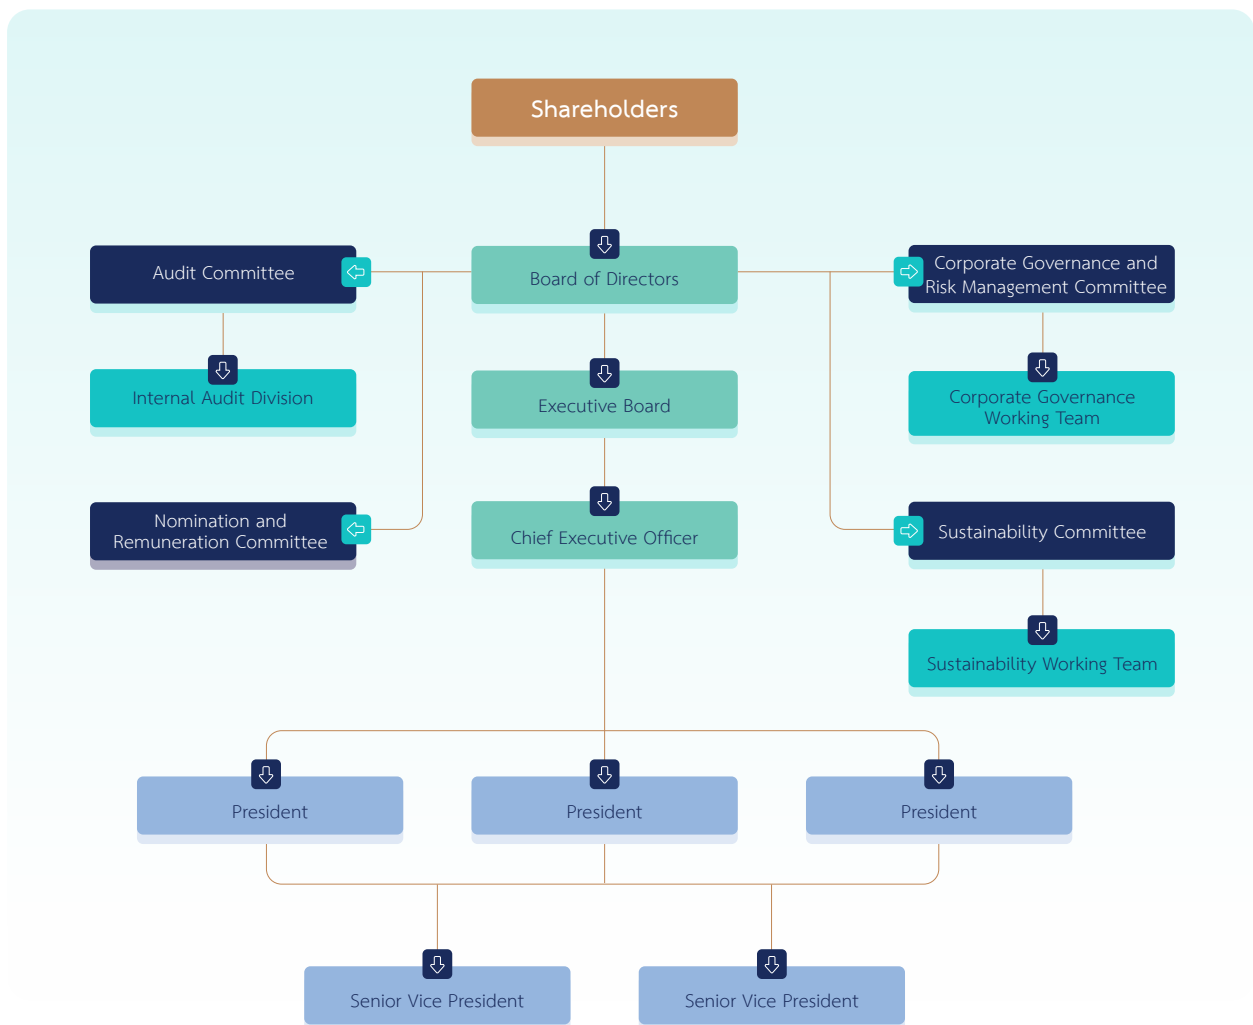 Shareholders
Audit Committee
Board of Directors
Corporate Governance and
Risk Management Committee
Internal Audit Division
Executive Board
Corporate Governance
Working Team
Nomination and
Remuneration Committee
Chief Executive Officer
Sustainability Committee
Sustainability Working Team
President
President
President
Senior Vice President
Senior Vice President